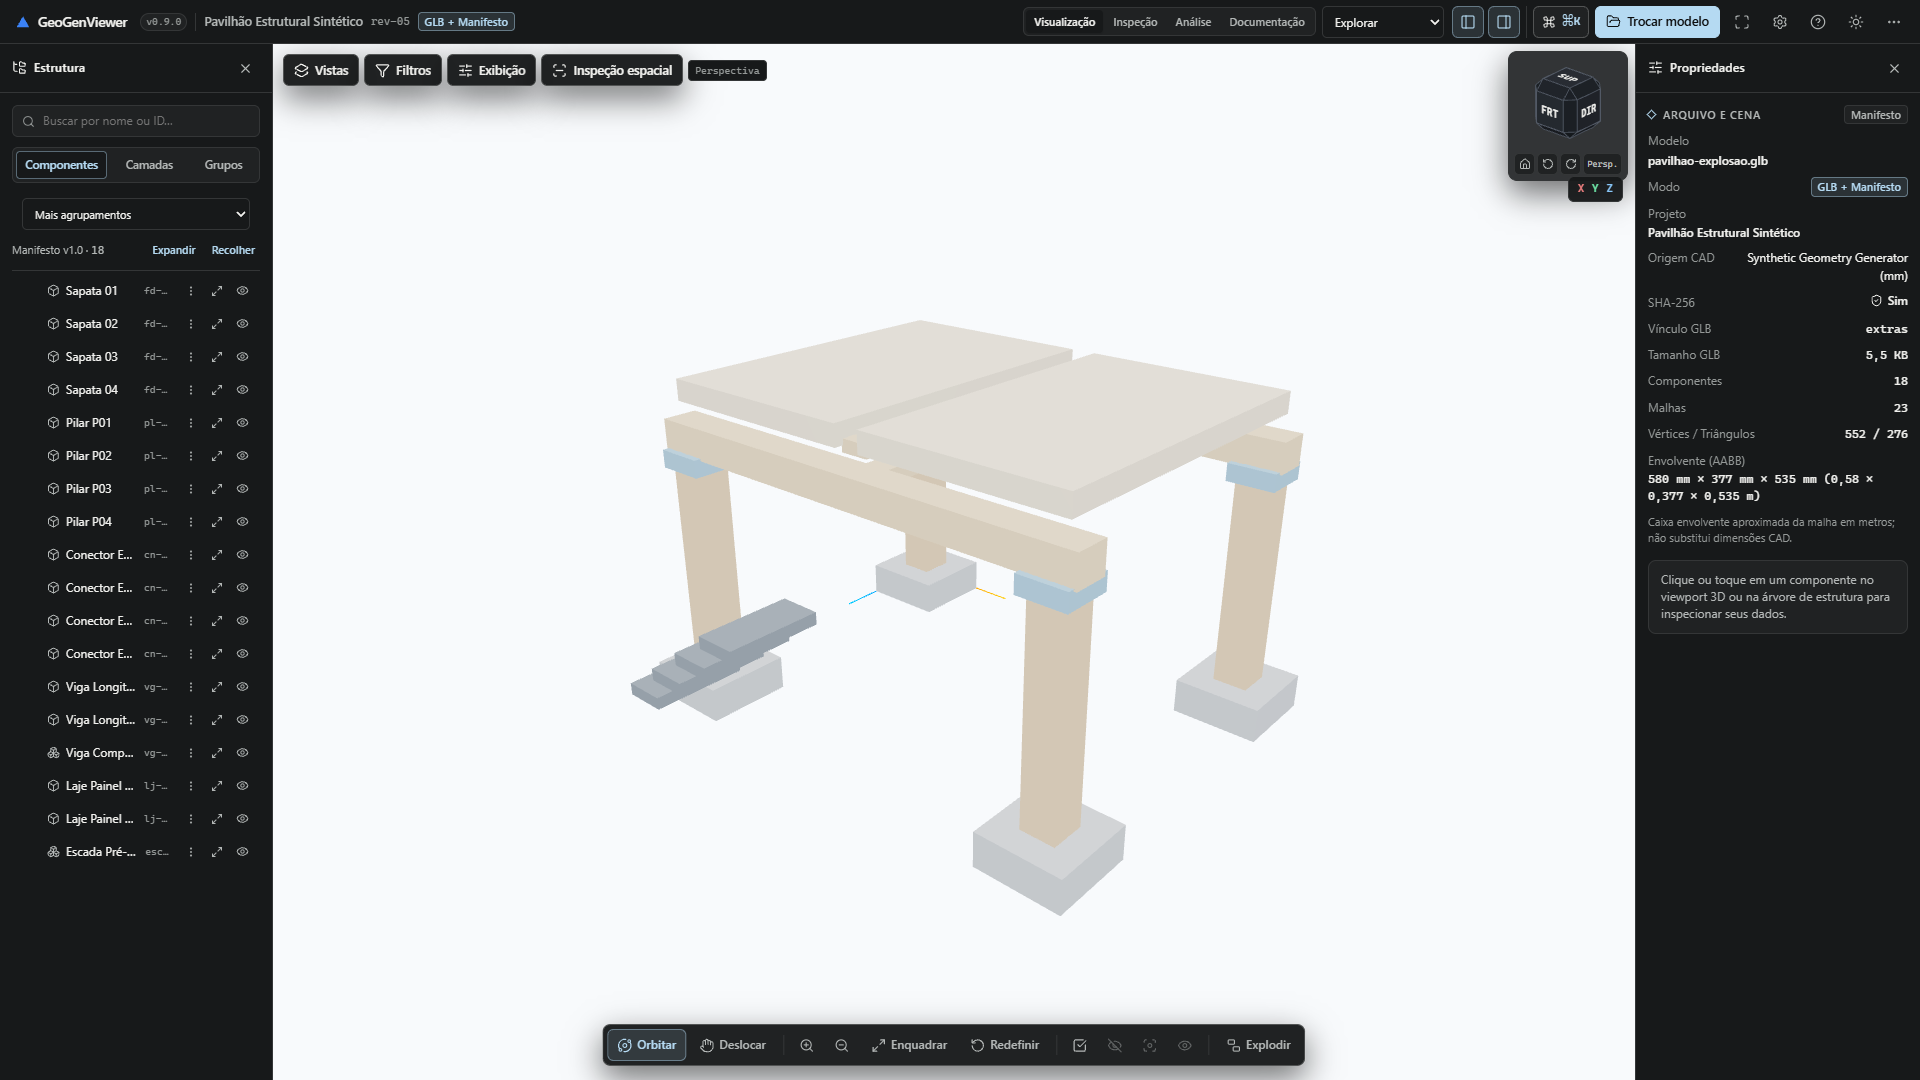 GeoGenViewer v0.9.0 Pavilhão Estrutural Sintético rev-05 GLB + Manifesto Visualização Inspeção Análise Documentação Explorar ⌘ ⌘K Trocar modelo
Estrutura
Buscar por nome ou ID...
Componentes Camadas Grupos
Mais agrupamentos
Manifesto v1.0 · 18 Expandir Recolher
Sapata 01 fd-…
Sapata 02 fd-…
Sapata 03 fd-…
Sapata 04 fd-…
Pilar P01 pl-…
Pilar P02 pl-…
Pilar P03 pl-…
Pilar P04 pl-…
Conector E... cn-…
Conector E... cn-…
Conector E... cn-…
Conector E... cn-…
Viga Longit... vg-…
Viga Longit... vg-…
Viga Comp... vg-…
Laje Painel ... lj-…
Laje Painel ... lj-…
Escada Pré-... esc…
Vistas Filtros Exibição Inspeção espacial Perspectiva
SUP
FRT DIR
Persp.
X Y Z
Orbitar Deslocar Enquadrar Redefinir Explodir
Propriedades
ARQUIVO E CENA Manifesto
Modelo
pavilhao-explosao.glb
Modo GLB + Manifesto
Projeto
Pavilhão Estrutural Sintético
Origem CAD Synthetic Geometry Generator
(mm)
SHA-256 Sim
Vínculo GLB extras
Tamanho GLB 5,5 KB
Componentes 18
Malhas 23
Vértices / Triângulos 552 / 276
Envolvente (AABB)
580 mm × 377 mm × 535 mm (0,58 ×
0,377 × 0,535 m)
Caixa envolvente aproximada da malha em metros;
não substitui dimensões CAD.
Clique ou toque em um componente no
viewport 3D ou na árvore de estrutura para
inspecionar seus dados.